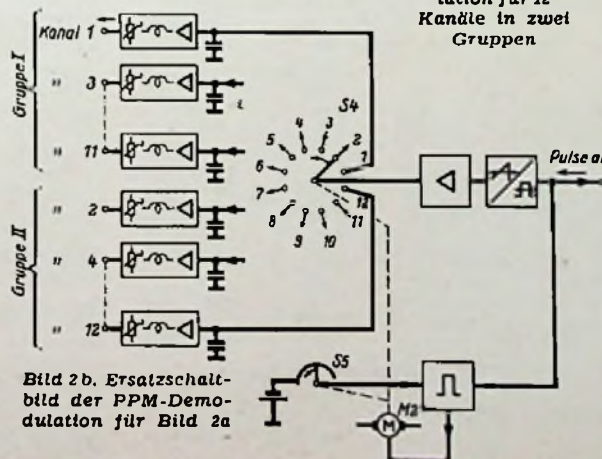 lation für 12
Kanäle in zwei
Gruppen
Gruppe I
Kanal 1
" 3
" 11
Gruppe II
" 2
" 4
" 12
S4
1
2
3
4
5
6
7
8
9
10
11
12
Pulse
S5
M
M2
Bild 2b. Ersatzschalt-
bild der PPM-Demo-
dulation für Bild 2a